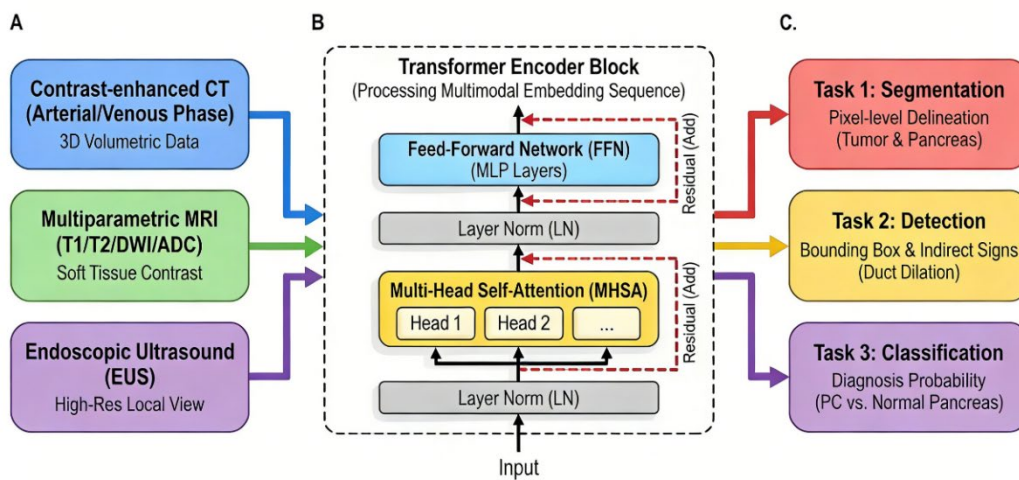 A
Contrast-enhanced CT
(Arterial/Venous Phase)
3D Volumetric Data
Multiparametric MRI
(T1/T2/DWI/ADC)
Soft Tissue Contrast
Endoscopic Ultrasound
(EUS)
High-Res Local View
B
Transformer Encoder Block
(Processing Multimodal Embedding Sequence)
Feed-Forward Network (FFN)
(MLP Layers)
Residual (Add)
Layer Norm (LN)
Multi-Head Self-Attention (MHSA)
Head 1
Head 2
...
Residual (Add)
Layer Norm (LN)
Input
C.
Task 1: Segmentation
Pixel-level Delineation
(Tumor & Pancreas)
Task 2: Detection
Bounding Box & Indirect Signs
(Duct Dilation)
Task 3: Classification
Diagnosis Probability
(PC vs. Normal Pancreas)